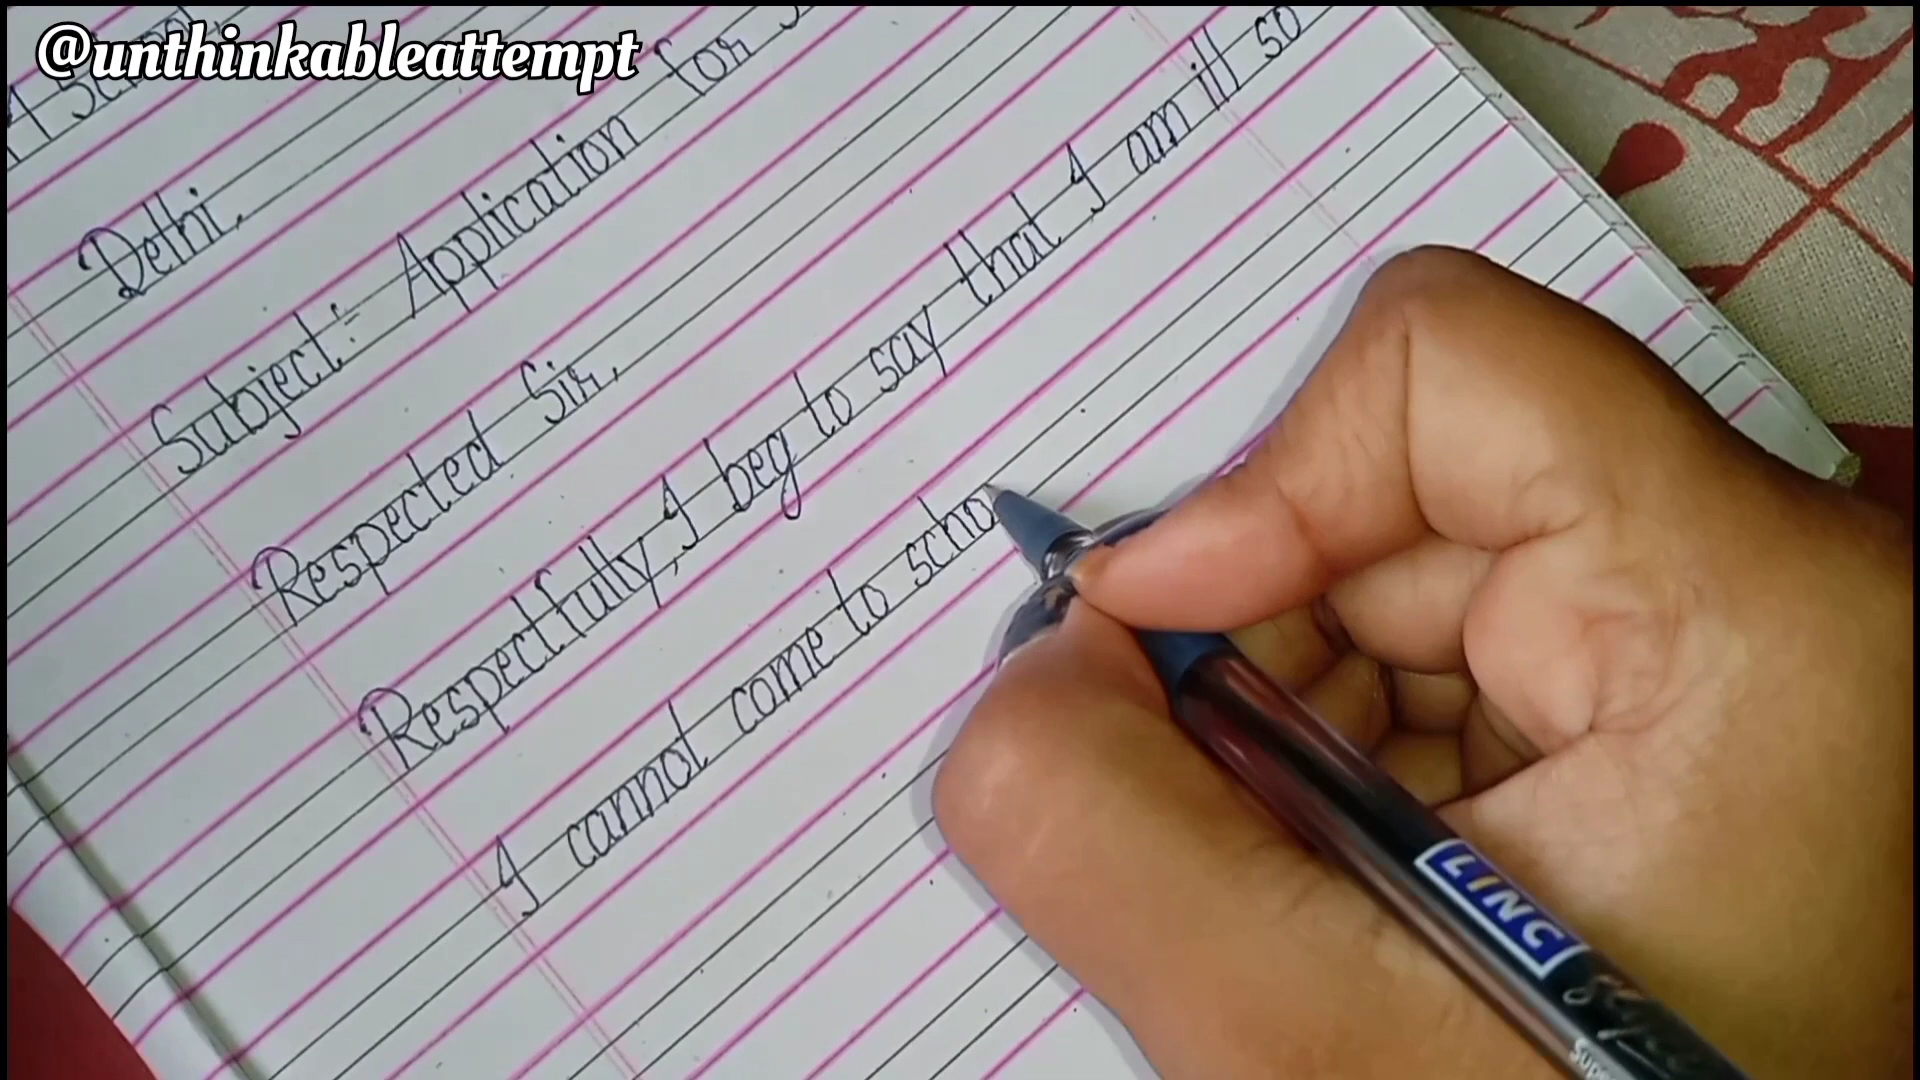 @unthinkableattempt
Delhi.
Subject:- Application for
Respected Sir,
Respectfully, I beg to say that I am ill so
I cannot come to scho
LINC